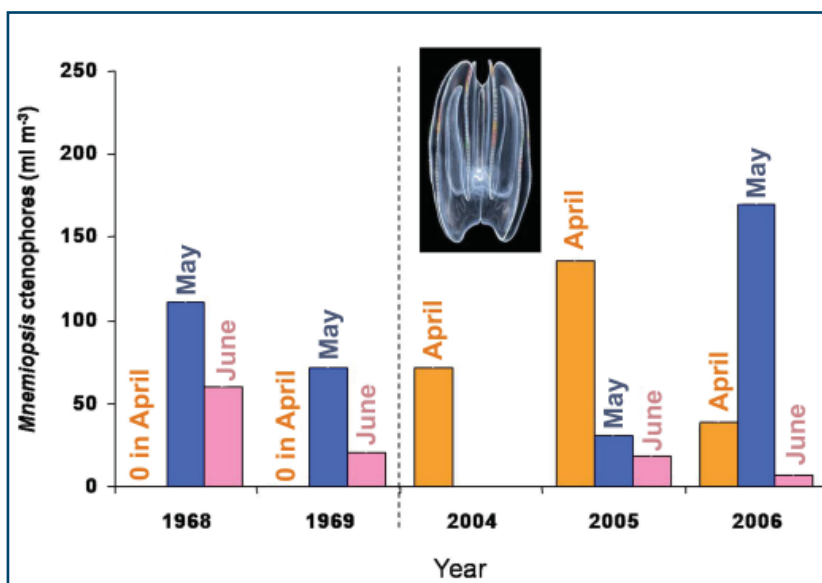 Mnemiopsis ctenophores (ml m-3)
250
200
150
100
50
0
0 in April
May
June
0 in April
May
June
April
April
May
June
April
May
June
1968
1969
2004
2005
2006
Year